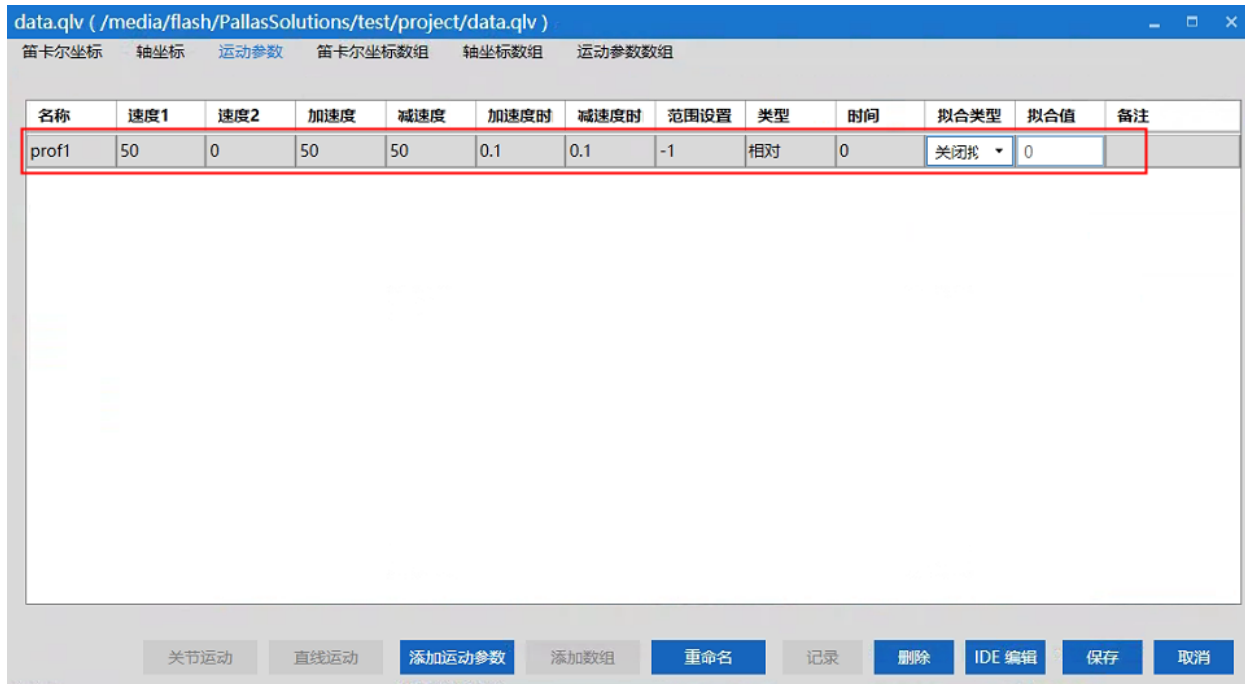 data.qlv ( /media/flash/PallasSolutions/test/project/data.qlv )
笛卡尔坐标 轴坐标 运动参数 笛卡尔坐标数组 轴坐标数组 运动参数数组
名称 速度1 速度2 加速度 减速度 加速度时 减速度时 范围设置 类型 时间 拟合类型 拟合值 备注
prof1 50 0 50 50 0.1 0.1 -1 相对 0 关闭拟 0
关节运动 直线运动 添加运动参数 添加数组 重命名 记录 删除 IDE 编辑 保存 取消